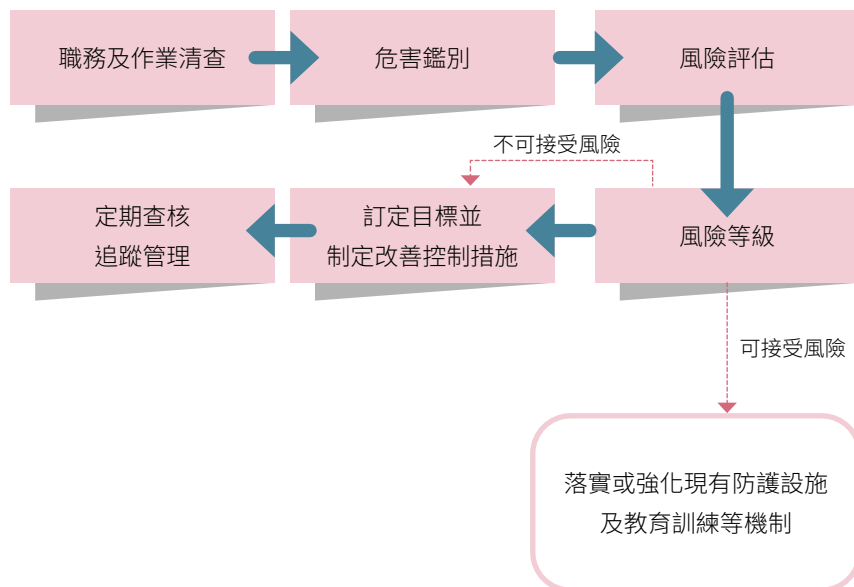 職務及作業清查
危害鑑別
風險評估
不可接受風險
定期查核
追蹤管理
訂定目標並
制定改善控制措施
風險等級
可接受風險
落實或強化現有防護設施
及教育訓練等機制